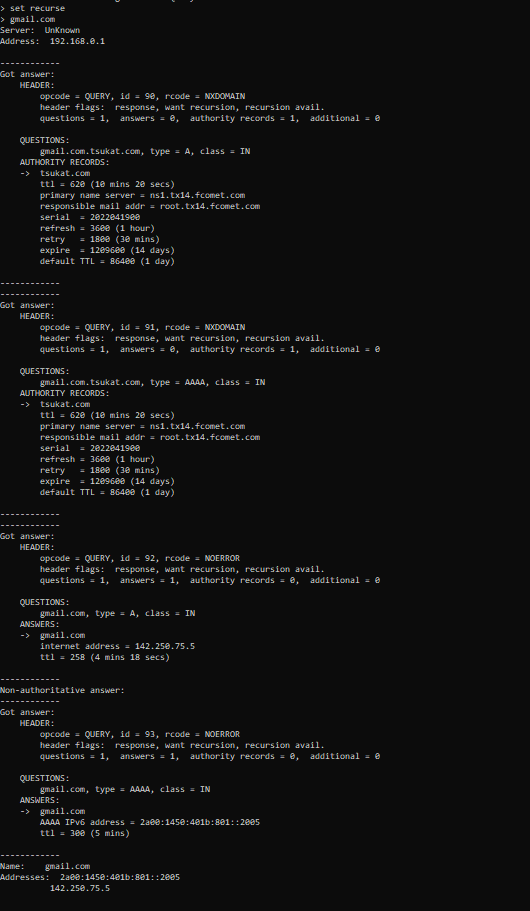 > set recurse
> gmail.com
Server:  UnKnown
Address:  192.168.0.1
------------
Got answer:
    HEADER:
        opcode = QUERY, id = 90, rcode = NXDOMAIN
        header flags:  response, want recursion, recursion avail.
        questions = 1,  answers = 0,  authority records = 1,  additional = 0
    QUESTIONS:
        gmail.com.tsukat.com, type = A, class = IN
    AUTHORITY RECORDS:
    ->  tsukat.com
        ttl = 620 (10 mins 20 secs)
        primary name server = ns1.tx14.fcomet.com
        responsible mail addr = root.tx14.fcomet.com
        serial  = 2022041900
        refresh = 3600 (1 hour)
        retry   = 1800 (30 mins)
        expire  = 1209600 (14 days)
        default TTL = 86400 (1 day)
------------
------------
Got answer:
    HEADER:
        opcode = QUERY, id = 91, rcode = NXDOMAIN
        header flags:  response, want recursion, recursion avail.
        questions = 1,  answers = 0,  authority records = 1,  additional = 0
    QUESTIONS:
        gmail.com.tsukat.com, type = AAAA, class = IN
    AUTHORITY RECORDS:
    ->  tsukat.com
        ttl = 620 (10 mins 20 secs)
        primary name server = ns1.tx14.fcomet.com
        responsible mail addr = root.tx14.fcomet.com
        serial  = 2022041900
        refresh = 3600 (1 hour)
        retry   = 1800 (30 mins)
        expire  = 1209600 (14 days)
        default TTL = 86400 (1 day)
------------
------------
Got answer:
    HEADER:
        opcode = QUERY, id = 92, rcode = NOERROR
        header flags:  response, want recursion, recursion avail.
        questions = 1,  answers = 1,  authority records = 0,  additional = 0
    QUESTIONS:
        gmail.com, type = A, class = IN
    ANSWERS:
    ->  gmail.com
        internet address = 142.250.75.5
        ttl = 258 (4 mins 18 secs)
------------
Non-authoritative answer:
------------
Got answer:
    HEADER:
        opcode = QUERY, id = 93, rcode = NOERROR
        header flags:  response, want recursion, recursion avail.
        questions = 1,  answers = 1,  authority records = 0,  additional = 0
    QUESTIONS:
        gmail.com, type = AAAA, class = IN
    ANSWERS:
    ->  gmail.com
        AAAA IPv6 address = 2a00:1450:401b:801::2005
        ttl = 300 (5 mins)
------------
Name:    gmail.com
Addresses:  2a00:1450:401b:801::2005
          142.250.75.5